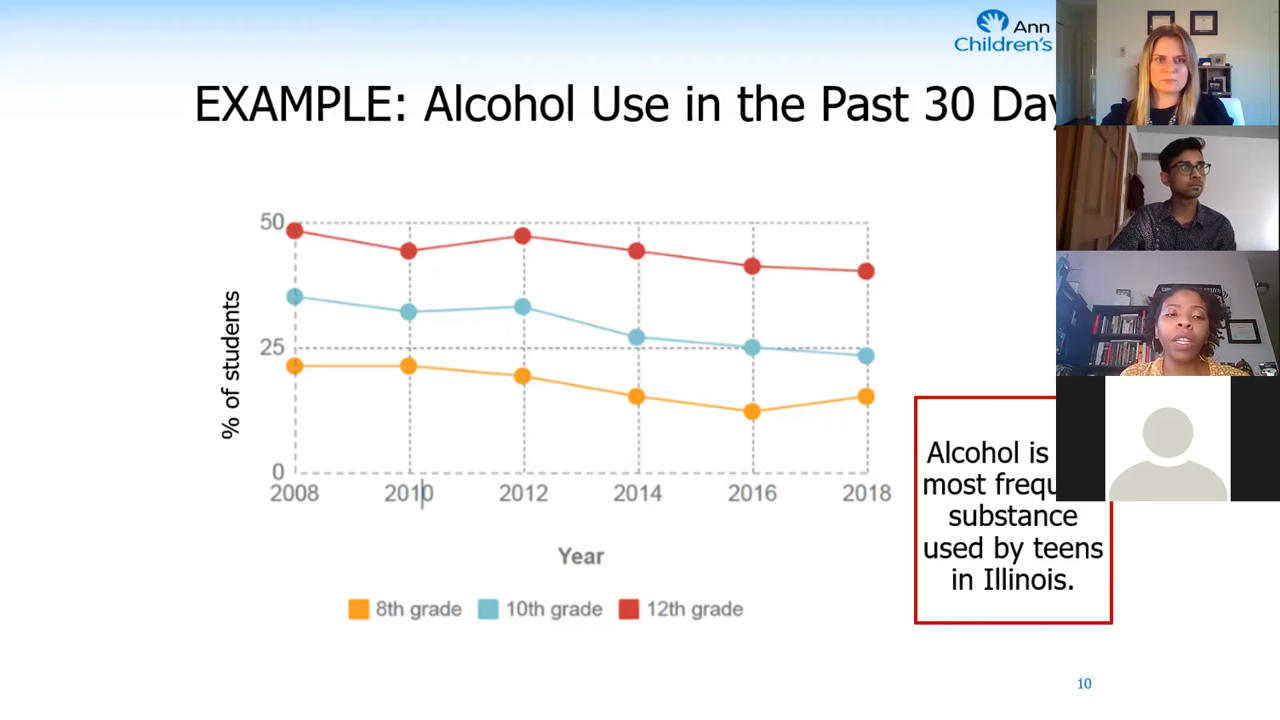 Ann
Children's
EXAMPLE: Alcohol Use in the Past 30 Day
50
25
0
% of students
2008 2010 2012 2014 2016 2018
Year
8th grade 10th grade 12th grade
Alcohol is
most frequ
substance
used by teens
in Illinois.
10